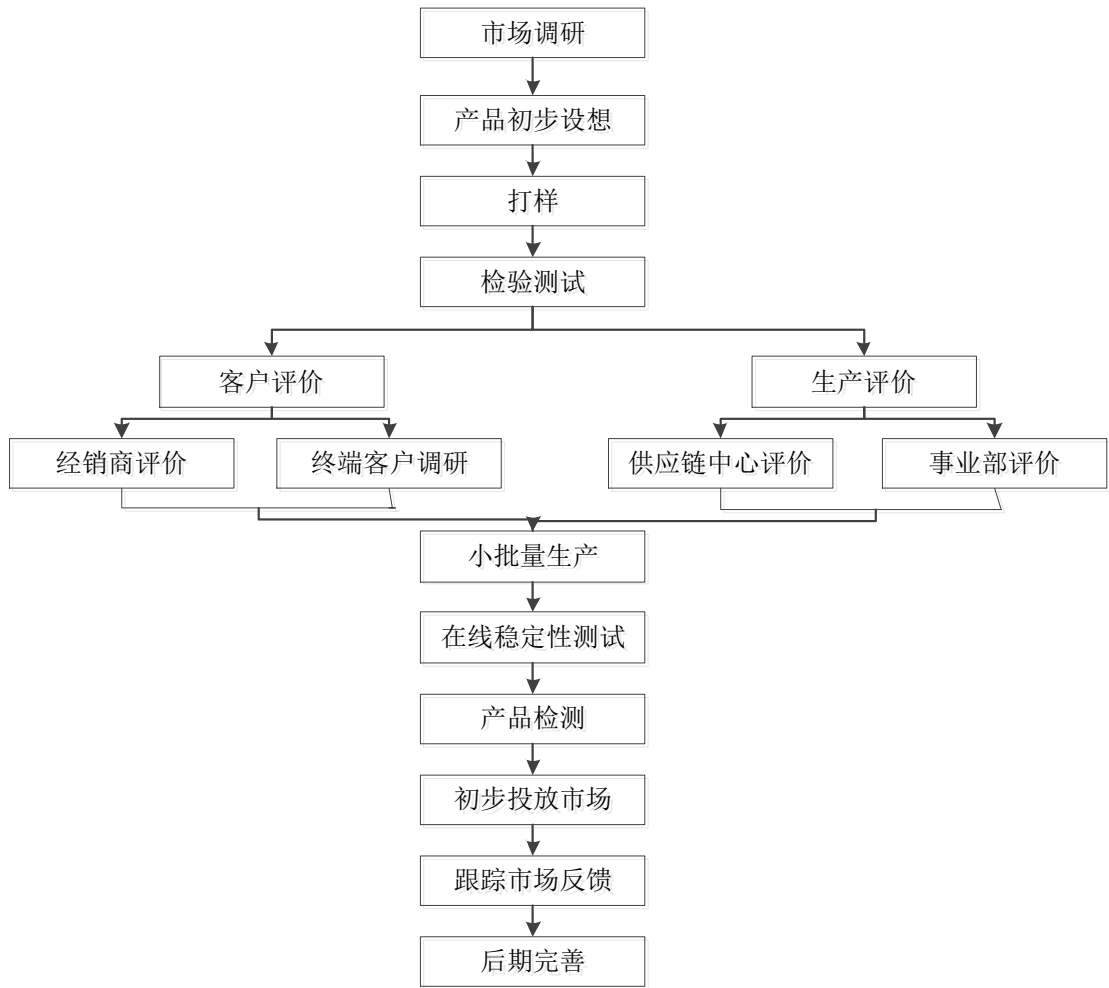 市场调研
产品初步设想
打样
检验测试
客户评价
生产评价
经销商评价
终端客户调研
供应链中心评价
事业部评价
小批量生产
在线稳定性测试
产品检测
初步投放市场
跟踪市场反馈
后期完善